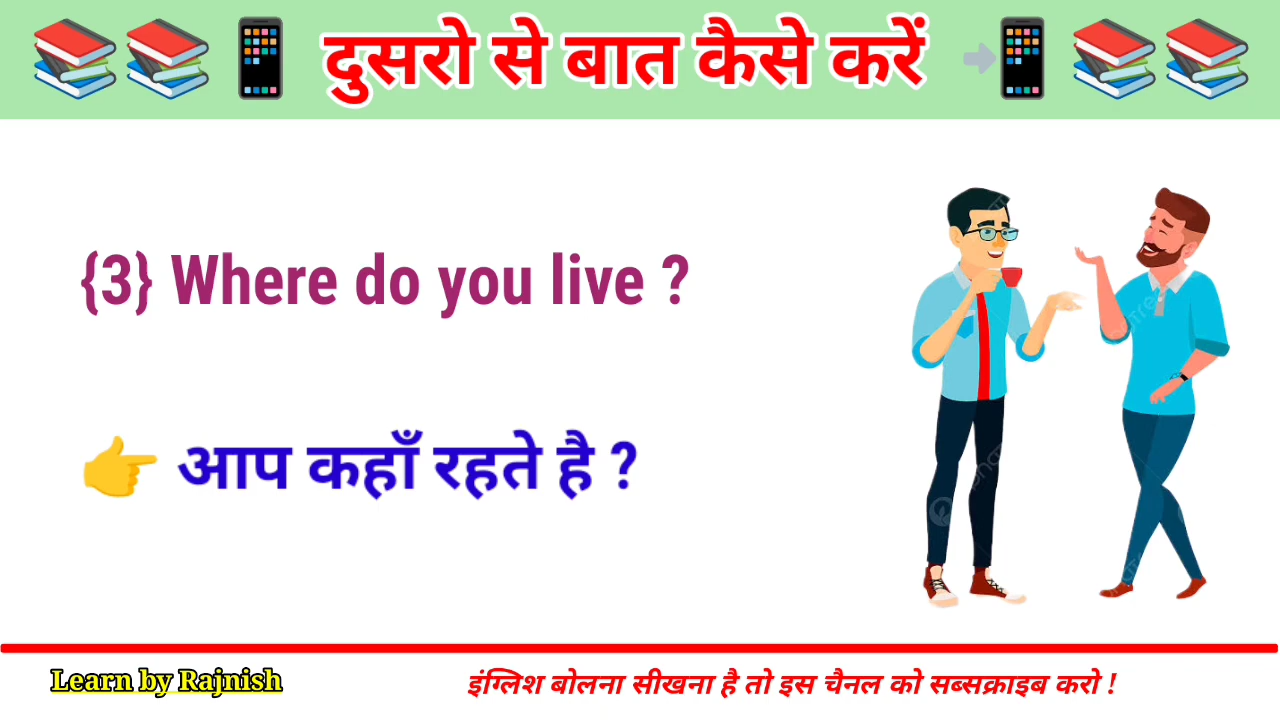 दुसरो से बात कैसे करें
{3} Where do you live ?
👉 आप कहाँ रहते है ?
Learn by Rajnish
इंग्लिश बोलना सीखना है तो इस चैनल को सब्सक्राइब करो !